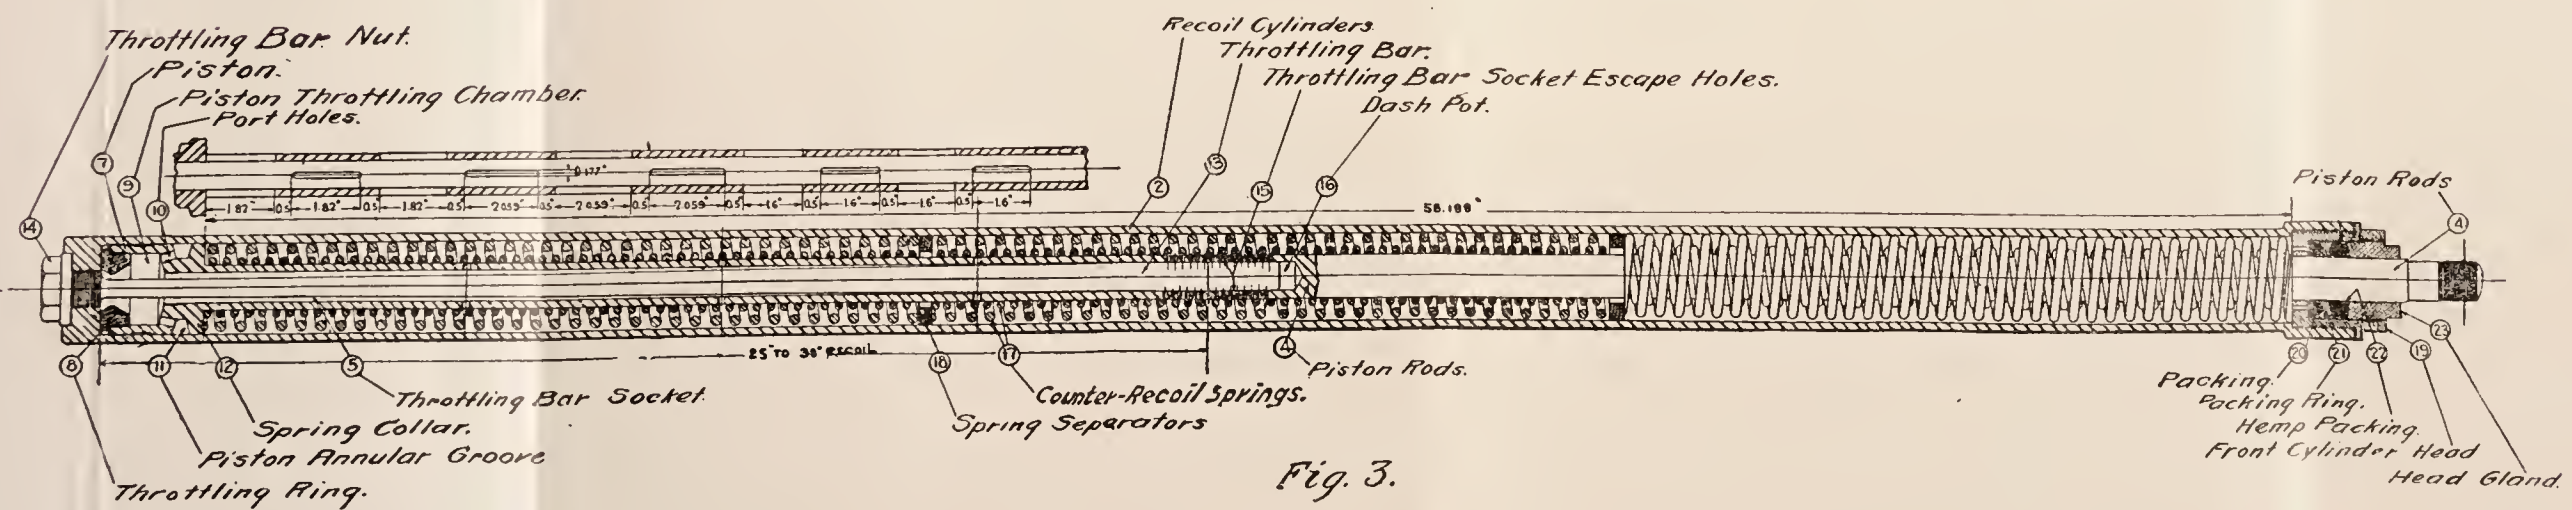 Throttling Bar Nut.
Piston.
Piston Throttling Chamber.
Port Holes.
Recoil Cylinders.
Throttling Bar.
Throttling Bar Socket Escape Holes.
Dash Pot.
Piston Rods
7
9
10
14
2
13
15
16
4
0.177"
1.82" 0.5 1.82" 0.5 1.82" 0.5 2.059" 0.5 2.059" 0.5 2.059" 0.5 1.6" 0.5 1.6" 0.5 1.6" 0.5 1.6"
25" TO 30" RECOIL
8
11
12
5
18
17
4
20
21
22
19
23
Throttling Bar Socket.
Spring Collar.
Piston Annular Groove
Throttling Ring.
Counter-Recoil Springs.
Spring Separators
Piston Rods.
Packing.
Packing Ring.
Hemp Packing.
Front Cylinder Head
Head Gland.
Fig. 3.